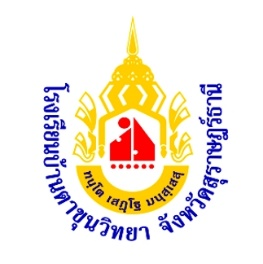 ทนฺโต เสฏฺโฐ มนุสฺเสสุ
โรงเรียนบ้านตาขุนวิทยา จังหวัดสุราษฎร์ธานี